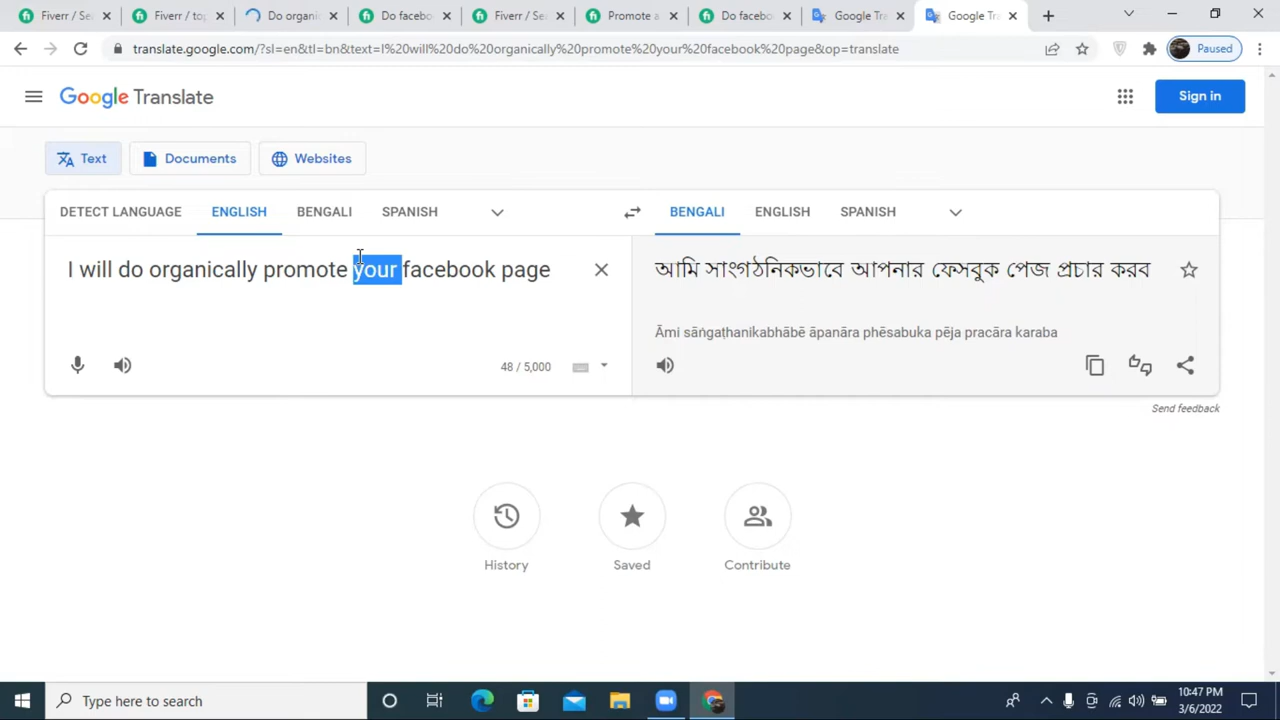 Fiverr / Se
Fiverr / to
Do organi
Do facebo
Fiverr / Se
Promote a
Do facebo
Google Tra
Google Tra
translate.google.com/?sl=en&tl=bn&text=I%20will%20do%20organically%20promote%20your%20facebook%20page&op=translate
Paused
Google Translate
Sign in
Text
Documents
Websites
DETECT LANGUAGE
ENGLISH
BENGALI
SPANISH
BENGALI
ENGLISH
SPANISH
I will do organically promote your facebook page
আমি সাংগঠনিকভাবে আপনার ফেসবুক পেজ প্রচার করব
Āmi sāṅgaṭhanikabhābē āpanāra phēsabuka pēja pracāra karaba
48 / 5,000
Send feedback
History
Saved
Contribute
Type here to search
10:47 PM
3/6/2022